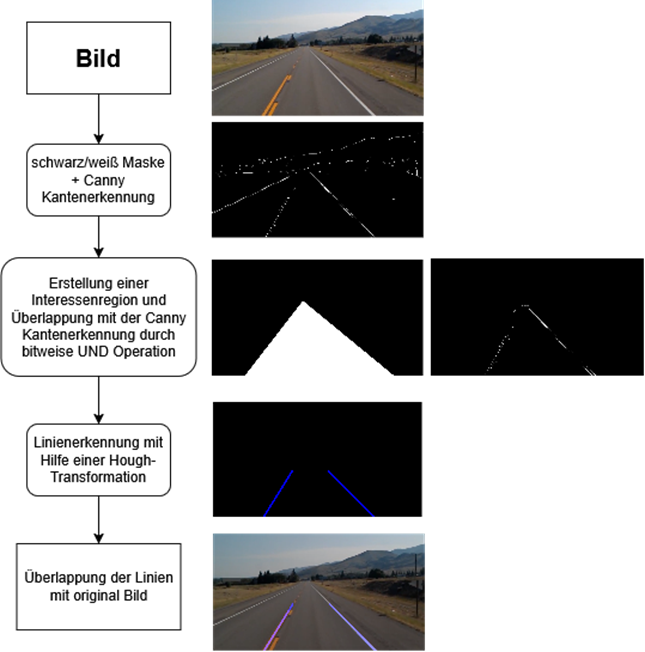 Bild
schwarz/weiß Maske
+ Canny
Kantenerkennung
Erstellung einer
Interessenregion und
Überlappung mit der Canny
Kantenerkennung durch
bitweise UND Operation
Linienerkennung mit
Hilfe einer Hough-
Transformation
Überlappung der Linien
mit original Bild